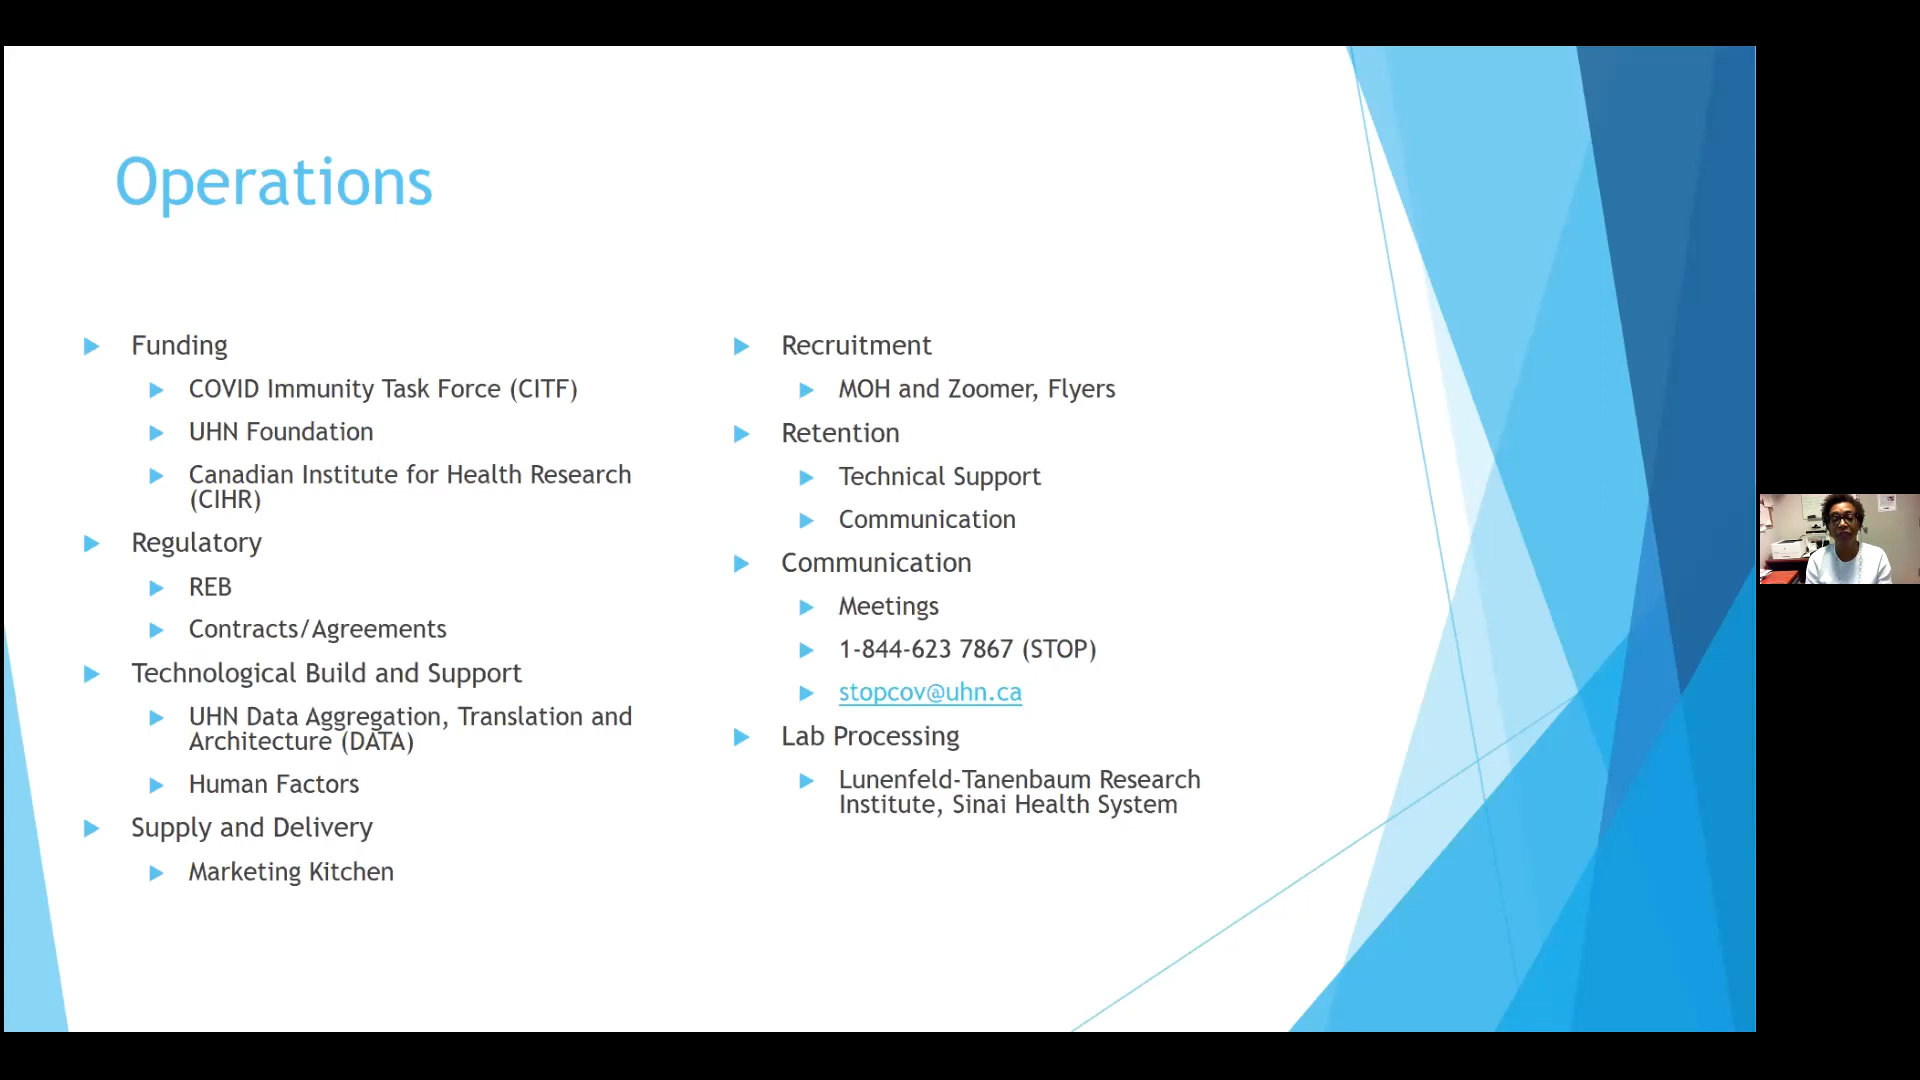 Operations
Funding
COVID Immunity Task Force (CITF)
UHN Foundation
Canadian Institute for Health Research
(CIHR)
Regulatory
REB
Contracts/Agreements
Technological Build and Support
UHN Data Aggregation, Translation and
Architecture (DATA)
Human Factors
Supply and Delivery
Marketing Kitchen
Recruitment
MOH and Zoomer, Flyers
Retention
Technical Support
Communication
Communication
Meetings
1-844-623 7867 (STOP)
stopcov@uhn.ca
Lab Processing
Lunenfeld-Tanenbaum Research
Institute, Sinai Health System